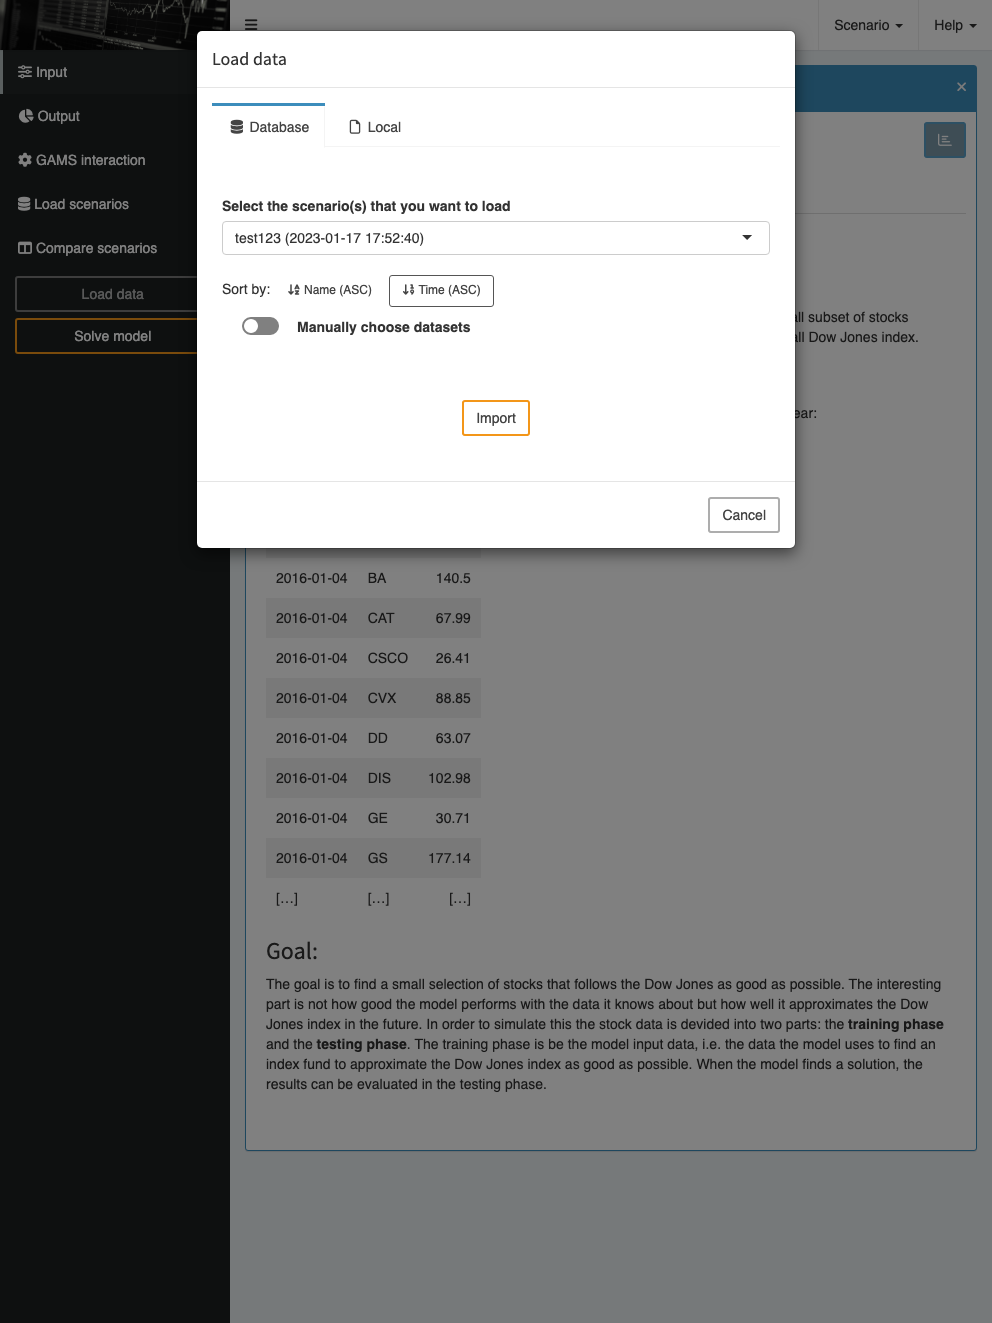 Scenario
Help
Load data
Input
Output
GAMS interaction
Load scenarios
Compare scenarios
Load data
Solve model
Database
Local
Select the scenario(s) that you want to load
test123 (2023-01-17 17:52:40)
Sort by: Name (ASC) Time (ASC)
Manually choose datasets
Import
Cancel
all subset of stocks
all Dow Jones index.
ear:
2016-01-04 BA 140.5
2016-01-04 CAT 67.99
2016-01-04 CSCO 26.41
2016-01-04 CVX 88.85
2016-01-04 DD 63.07
2016-01-04 DIS 102.98
2016-01-04 GE 30.71
2016-01-04 GS 177.14
[...] [...] [...]
Goal:
The goal is to find a small selection of stocks that follows the Dow Jones as good as possible. The interesting
part is not how good the model performs with the data it knows about but how well it approximates the Dow
Jones index in the future. In order to simulate this the stock data is devided into two parts: the training phase
and the testing phase. The training phase is be the model input data, i.e. the data the model uses to find an
index fund to approximate the Dow Jones index as good as possible. When the model finds a solution, the
results can be evaluated in the testing phase.